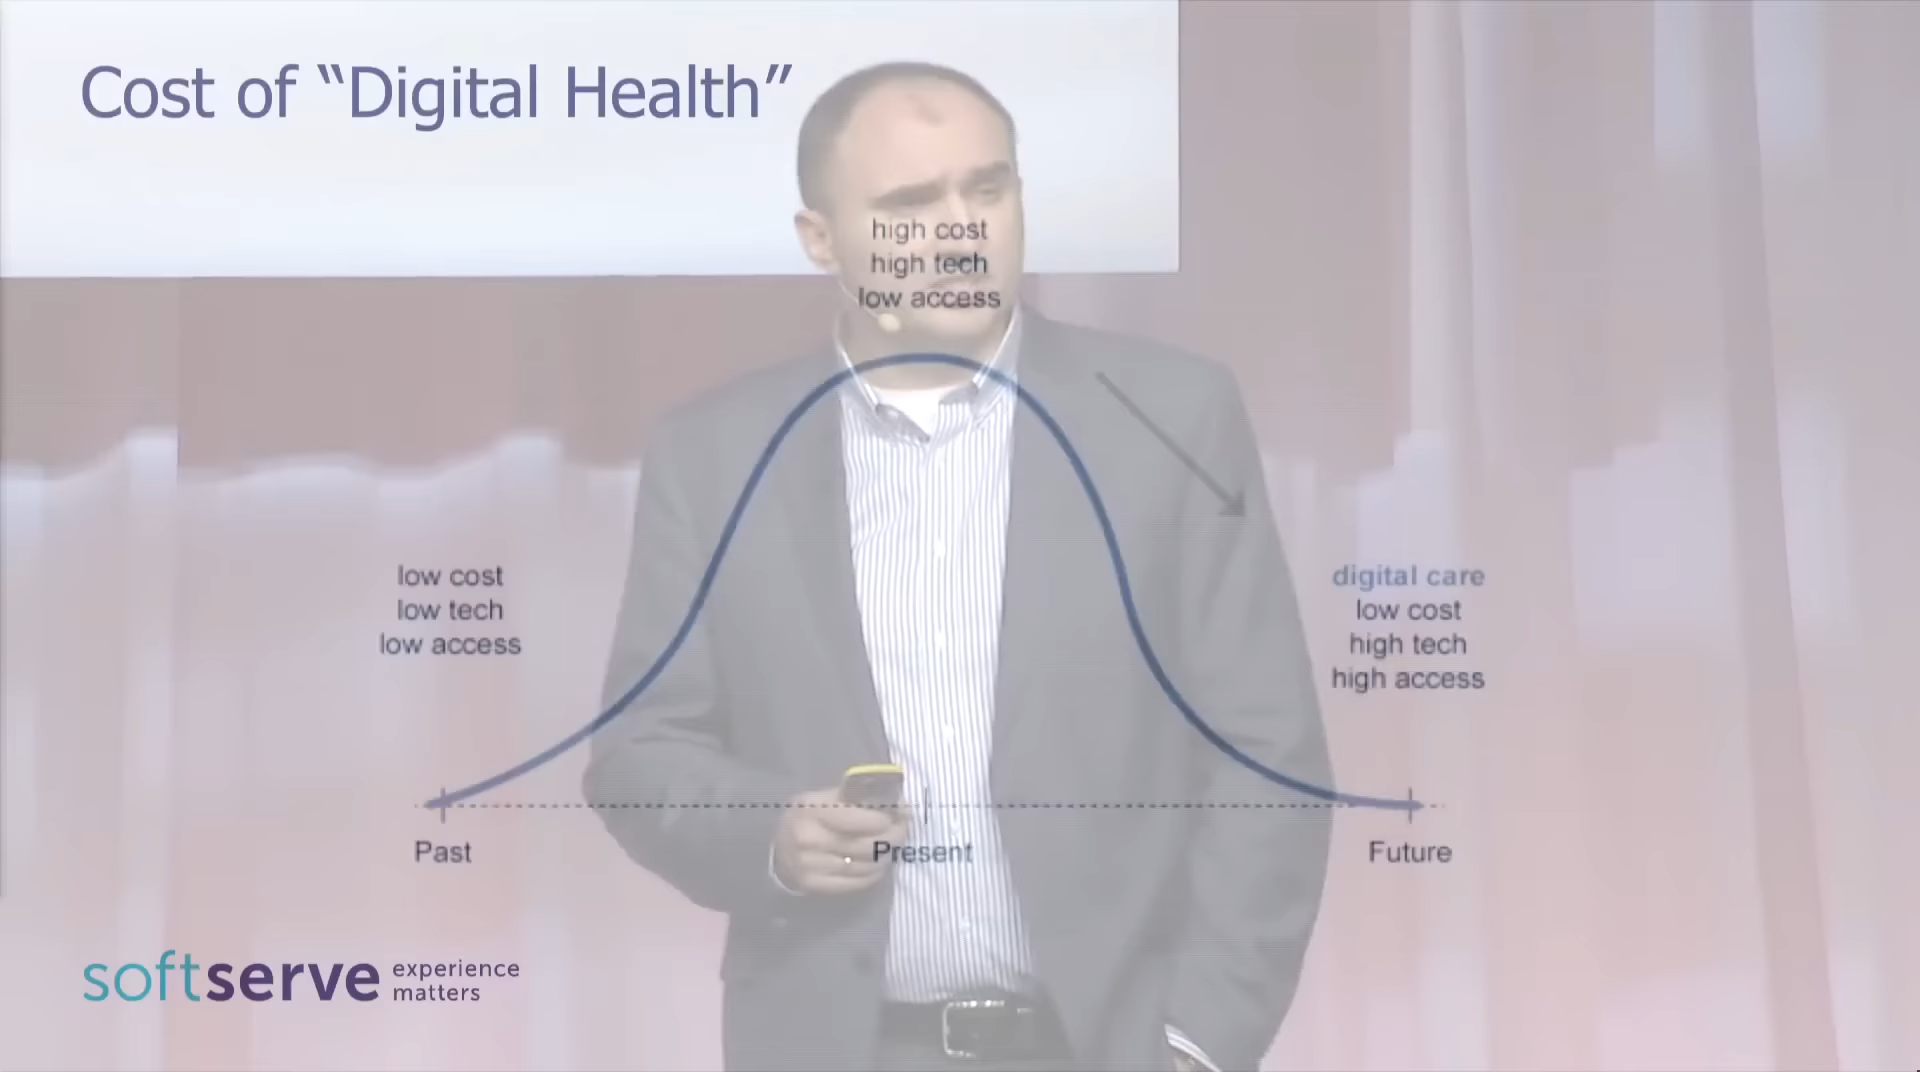 Cost of “Digital Health”
high cost
high tech
low access
low cost
low tech
low access
digital care
low cost
high tech
high access
Past
Present
Future
softserve
experience
matters